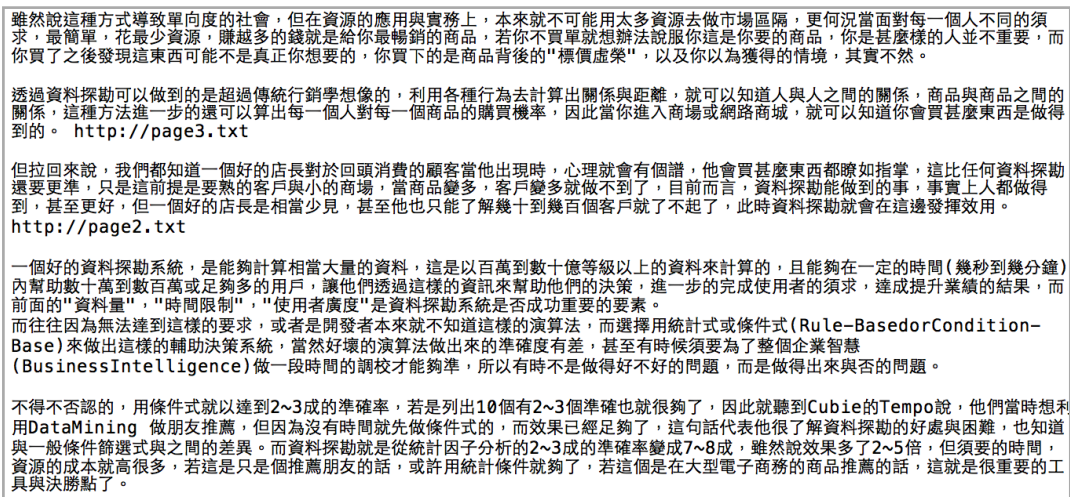 雖然說這種方式導致單向度的社會，但在資源的應用與實務上，本來就不可能用太多資源去做市場區隔，更何況當面對每一個人不同的須
求，最簡單，花最少資源，賺越多的錢就是給你最暢銷的商品，若你不買單就想辦法說服你這是你要的商品，你是甚麼樣的人並不重要，而
你買了之後發現這東西可能不是真正你想要的，你買下的是商品背後的"標價虛榮"，以及你以為獲得的情境，其實不然。
透過資料探勘可以做到的是超過傳統行銷學想像的，利用各種行為去計算出關係與距離，就可以知道人與人之間的關係，商品與商品之間的
關係，這種方法進一步的還可以算出每一個人對每一個商品的購買機率，因此當你進入商場或網路商城，就可以知道你會買甚麼東西是做得
到的。 http://page3.txt
但拉回來說，我們都知道一個好的店長對於回頭消費的顧客當他出現時，心理就會有個譜，他會買甚麼東西都瞭如指掌，這比任何資料探勘
還要更準，只是這前提是要熟的客戶與小的商場，當商品變多，客戶變多就做不到了，目前而言，資料探勘能做到的事，事實上人都做得
到，甚至更好，但一個好的店長是相當少見，甚至他也只能了解幾十到幾百個客戶就了不起了，此時資料探勘就會在這邊發揮效用。
http://page2.txt
一個好的資料探勘系統，是能夠計算相當大量的資料，這是以百萬到數十億等級以上的資料來計算的，且能夠在一定的時間(幾秒到幾分鐘)
內幫助數十萬到數百萬或足夠多的用戶，讓他們透過這樣的資訊來幫助他們的決策，進一步的完成使用者的須求，達成提升業績的結果，而
前面的"資料量"，"時間限制"，"使用者廣度"是資料探勘系統是否成功重要的要素。
而往往因為無法達到這樣的要求，或者是開發者本來就不知道這樣的演算法，而選擇用統計式或條件式(Rule-BasedorCondition-
Base)來做出這樣的輔助決策系統，當然好壞的演算法做出來的準確度有差，甚至有時候須要為了整個企業智慧
(BusinessIntelligence)做一段時間的調校才能夠準，所以有時不是做得好不好的問題，而是做得出來與否的問題。
不得不否認的，用條件式就以達到2~3成的準確率，若是列出10個有2~3個準確也就很夠了，因此就聽到Cubie的Tempo說，他們當時想利
用DataMining 做朋友推薦，但因為沒有時間就先做條件式的，而效果已經足夠了，這句話代表他很了解資料探勘的好處與困難，也知道
與一般條件篩選式與之間的差異。而資料探勘就是從統計因子分析的2~3成的準確率變成7~8成，雖然說效果多了2~5倍，但須要的時間，
資源的成本就高很多，若這是只是個推薦朋友的話，或許用統計條件就夠了，若這個是在大型電子商務的商品推薦的話，這就是很重要的工
具與決勝點了。